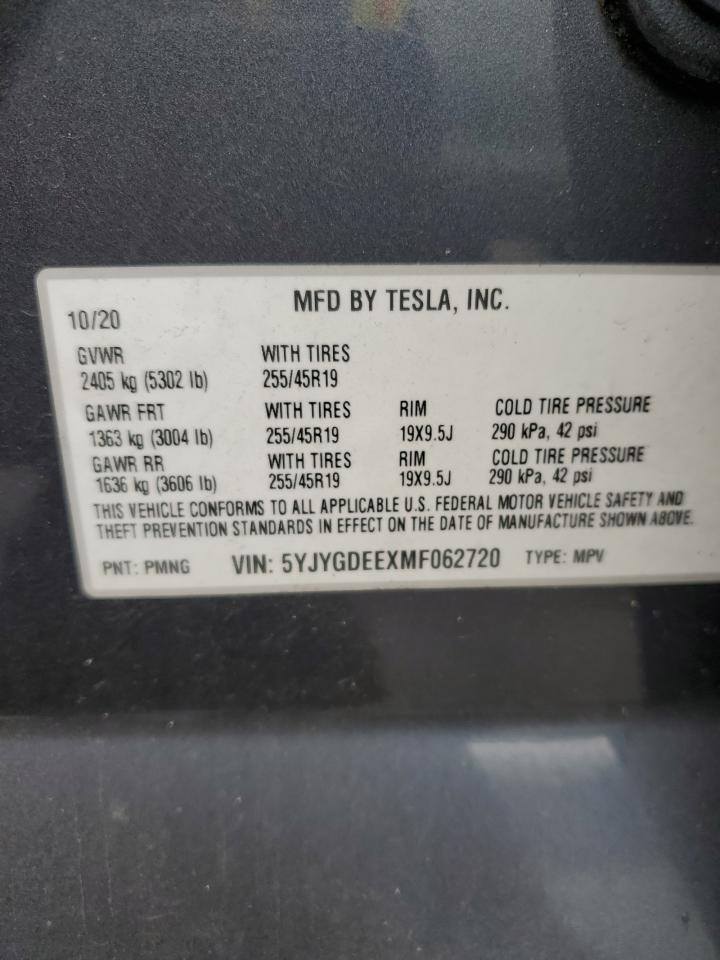 MFD BY TESLA, INC.
10/20
GVWR WITH TIRES
2405 kg (5302 lb) 255/45R19
GAWR FRT WITH TIRES RIM COLD TIRE PRESSURE
1363 kg (3004 lb) 255/45R19 19X9.5J 290 kPa, 42 psi
GAWR RR WITH TIRES RIM COLD TIRE PRESSURE
1636 kg (3606 lb) 255/45R19 19X9.5J 290 kPa, 42 psi
THIS VEHICLE CONFORMS TO ALL APPLICABLE U.S. FEDERAL MOTOR VEHICLE SAFETY AND
THEFT PREVENTION STANDARDS IN EFFECT ON THE DATE OF MANUFACTURE SHOWN ABOVE.
PNT: PMNG VIN: 5YJYGDEEXMF062720 TYPE: MPV